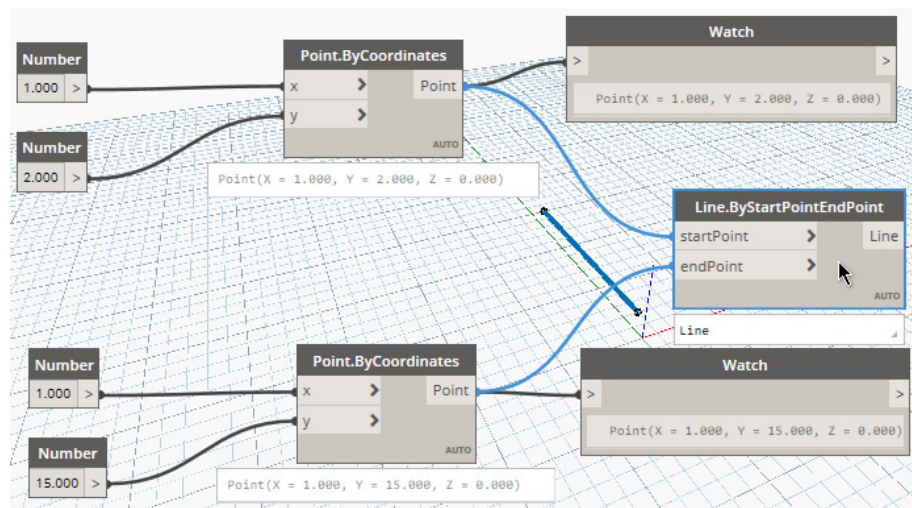 Number
1.000 >
Number
2.000 >
Point.ByCoordinates
x > Point
y >
AUTO
Point(X = 1.000, Y = 2.000, Z = 0.000)
Watch
> >
Point(X = 1.000, Y = 2.000, Z = 0.000)
Line.ByStartPointEndPoint
startPoint > Line
endPoint >
AUTO
Line
Number
1.000 >
Number
15.000 >
Point.ByCoordinates
x > Point
y >
AUTO
Point(X = 1.000, Y = 15.000, Z = 0.000)
Watch
> >
Point(X = 1.000, Y = 15.000, Z = 0.000)